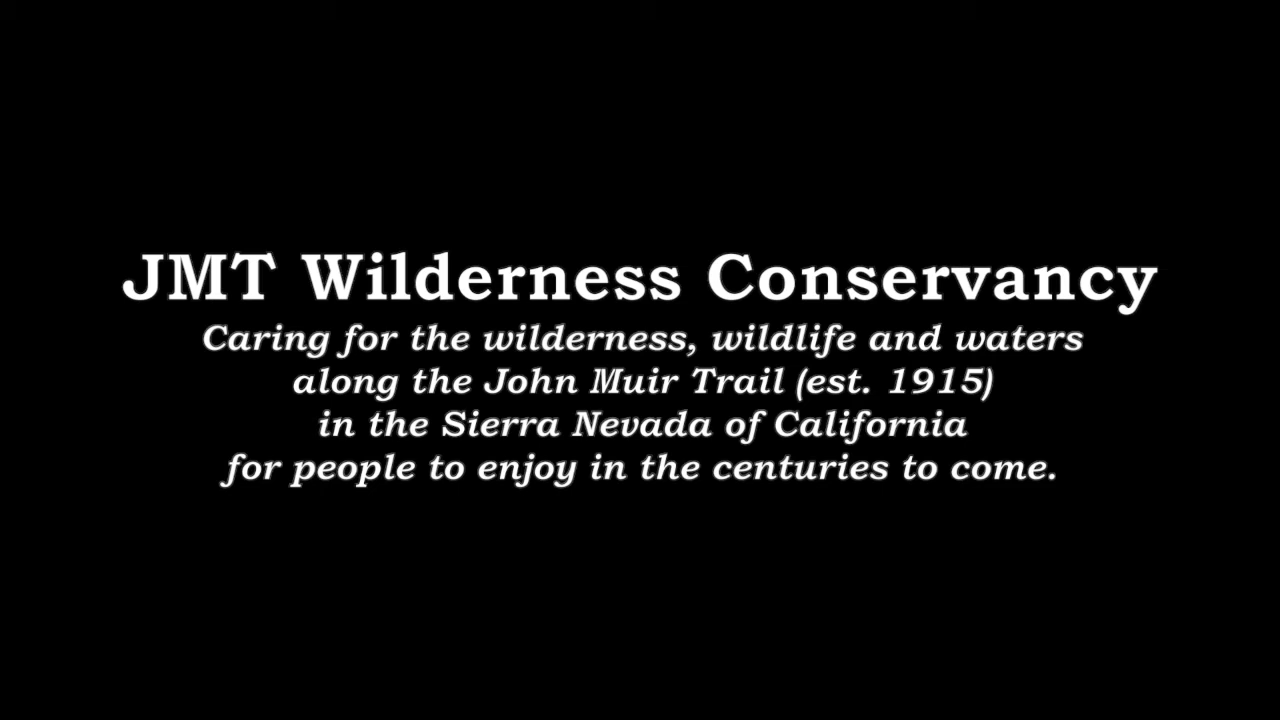 JMT Wilderness Conservancy
Caring for the wilderness, wildlife and waters
along the John Muir Trail (est. 1915)
in the Sierra Nevada of California
for people to enjoy in the centuries to come.